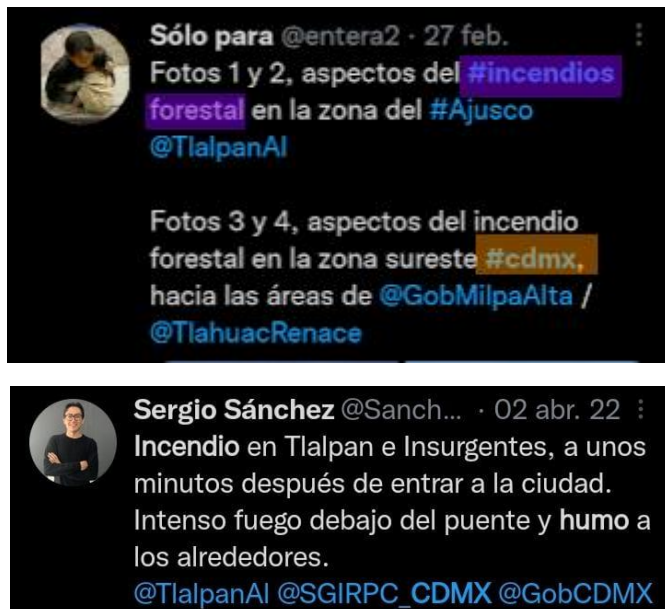 Sólo para @entera2 · 27 feb.
Fotos 1 y 2, aspectos del #incendios
forestal en la zona del #Ajusco
@TlalpanAl
Fotos 3 y 4, aspectos del incendio
forestal en la zona sureste #cdmx,
hacia las áreas de @GobMilpaAlta /
@TlahuacRenace
Sergio Sánchez @Sanch... · 02 abr. 22
Incendio en Tlalpan e Insurgentes, a unos
minutos después de entrar a la ciudad.
Intenso fuego debajo del puente y humo a
los alrededores.
@TlalpanAl @SGIRPC_CDMX @GobCDMX